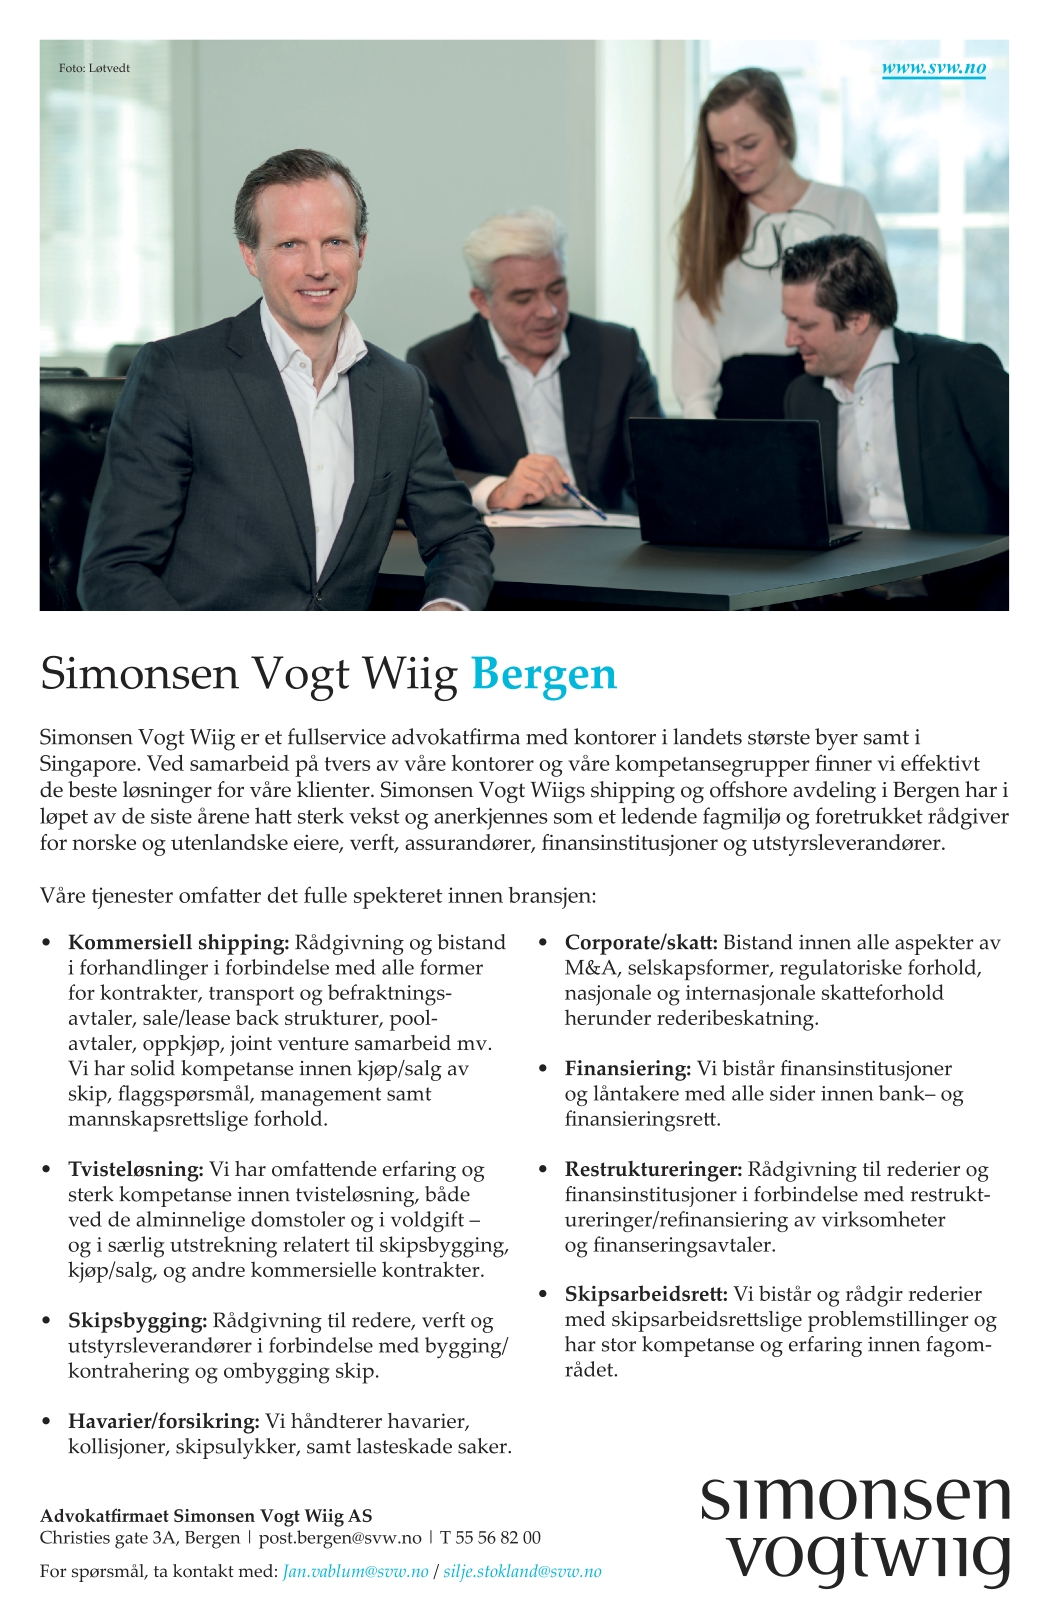 Foto: Løtvedt
www.svw.no
Simonsen Vogt Wiig Bergen
Simonsen Vogt Wiig er et fullservice advokatfirma med kontorer i landets største byer samt i
Singapore. Ved samarbeid på tvers av våre kontorer og våre kompetansegrupper finner vi effektivt
de beste løsninger for våre klienter. Simonsen Vogt Wiigs shipping og offshore avdeling i Bergen har i
løpet av de siste årene hatt sterk vekst og anerkjennes som et ledende fagmiljø og foretrukket rådgiver
for norske og utenlandske eiere, verft, assurandører, finansinstitusjoner og utstyrsleverandører.
Våre tjenester omfatter det fulle spekteret innen bransjen:
• Kommersiell shipping: Rådgivning og bistand
i forhandlinger i forbindelse med alle former
for kontrakter, transport og befraktnings-
avtaler, sale/lease back strukturer, pool-
avtaler, oppkjøp, joint venture samarbeid mv.
Vi har solid kompetanse innen kjøp/salg av
skip, flaggspørsmål, management samt
mannskapsrettslige forhold.
• Tvisteløsning: Vi har omfattende erfaring og
sterk kompetanse innen tvisteløsning, både
ved de alminnelige domstoler og i voldgift –
og i særlig utstrekning relatert til skipsbygging,
kjøp/salg, og andre kommersielle kontrakter.
• Skipsbygging: Rådgivning til redere, verft og
utstyrsleverandører i forbindelse med bygging/
kontrahering og ombygging skip.
• Havarier/forsikring: Vi håndterer havarier,
kollisjoner, skipsulykker, samt lasteskade saker.
• Corporate/skatt: Bistand innen alle aspekter av
M&A, selskapsformer, regulatoriske forhold,
nasjonale og internasjonale skatteforhold
herunder rederibeskatning.
• Finansiering: Vi bistår finansinstitusjoner
og låntakere med alle sider innen bank– og
finansieringsrett.
• Restruktureringer: Rådgivning til rederier og
finansinstitusjoner i forbindelse med restrukt-
ureringer/refinansiering av virksomheter
og finanseringsavtaler.
• Skipsarbeidsrett: Vi bistår og rådgir rederier
med skipsarbeidsrettslige problemstillinger og
har stor kompetanse og erfaring innen fagom-
rådet.
Advokatfirmaet Simonsen Vogt Wiig AS
Christies gate 3A, Bergen | post.bergen@svw.no | T 55 56 82 00
For spørsmål, ta kontakt med: Jan.vablum@svw.no / silje.stokland@svw.no
simonsen
vogtwiig